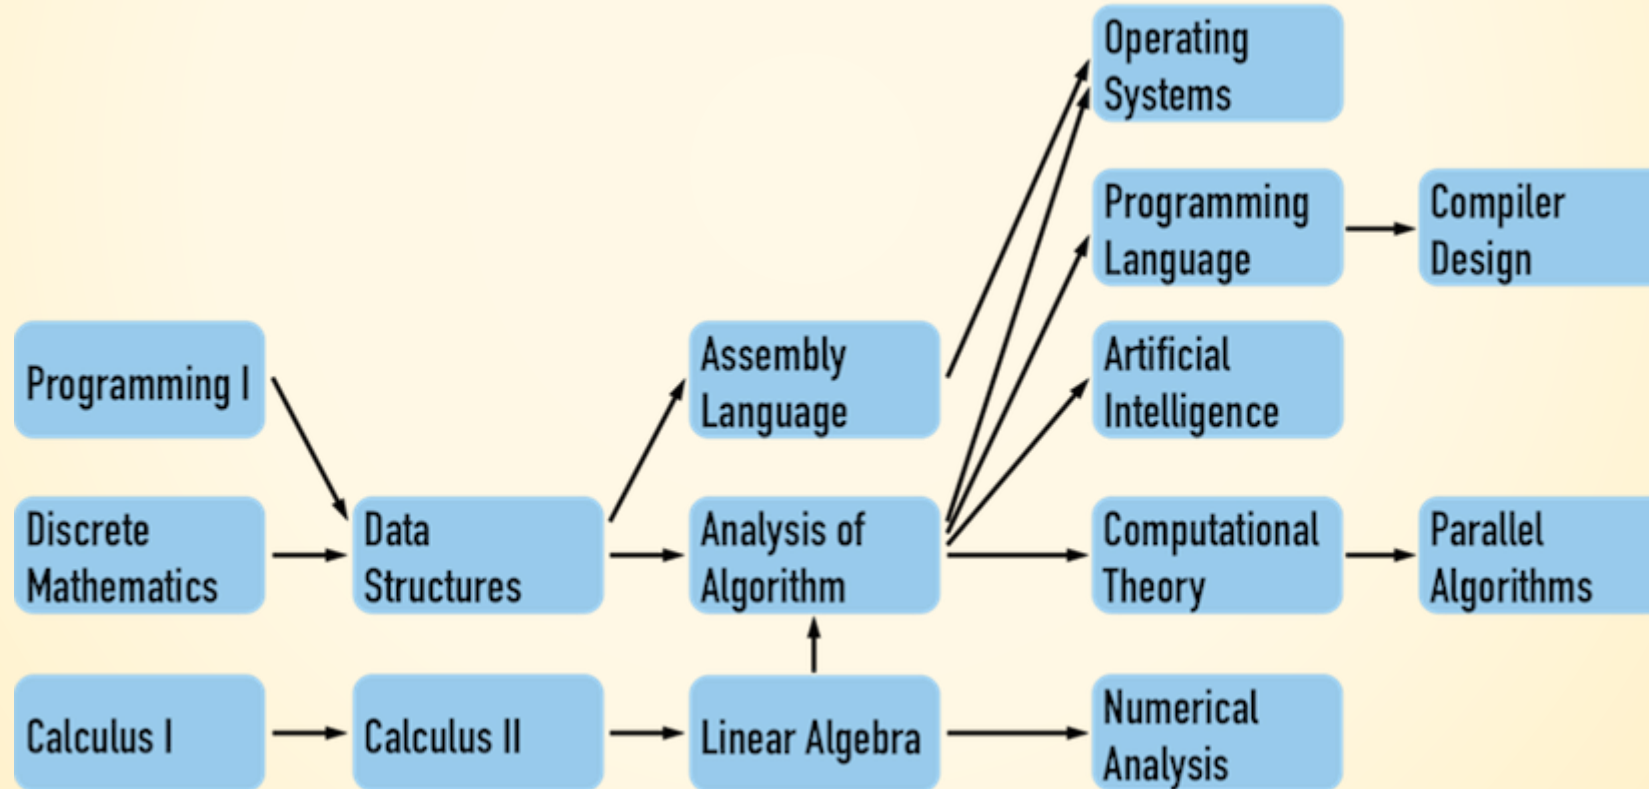 Operating
Systems
Programming
Language
Compiler
Design
Programming I
Assembly
Language
Artificial
Intelligence
Discrete
Mathematics
Data
Structures
Analysis of
Algorithm
Computational
Theory
Parallel
Algorithms
Calculus I
Calculus II
Linear Algebra
Numerical
Analysis